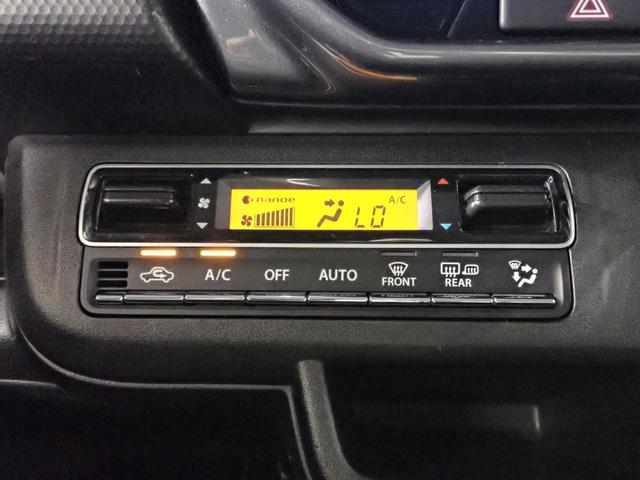 nanoe A/C
LO
A/C OFF AUTO FRONT REAR